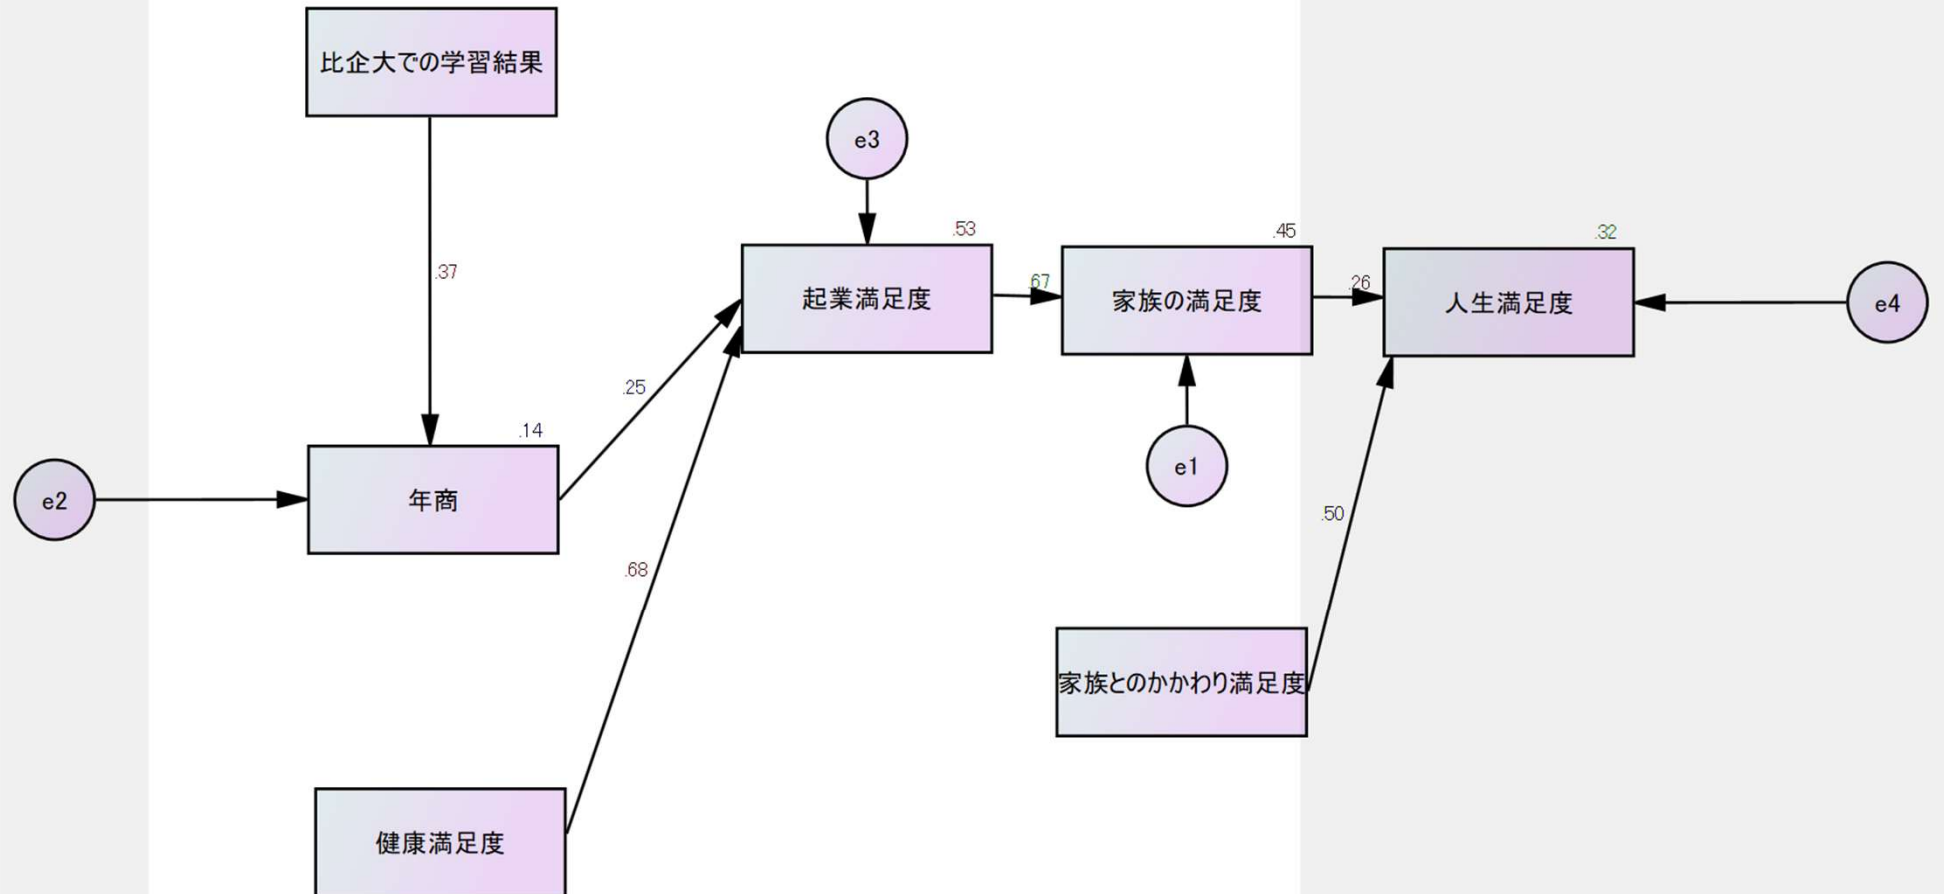 比企大での学習結果
e3
.53
.45
.32
.37
起業満足度
.67
家族の満足度
.26
人生満足度
e4
.25
.14
e2
年商
e1
.50
.68
家族とのかかわり満足度
健康満足度